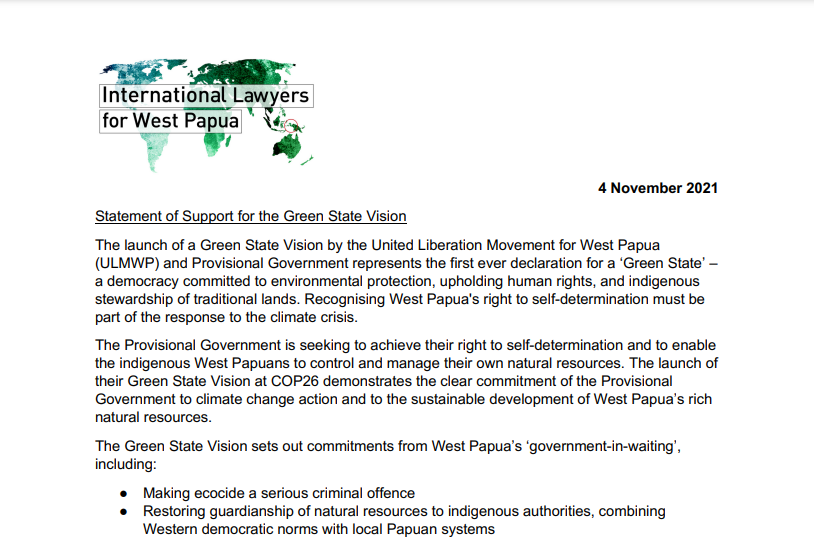 International Lawyers
for West Papua
4 November 2021
Statement of Support for the Green State Vision
The launch of a Green State Vision by the United Liberation Movement for West Papua
(ULMWP) and Provisional Government represents the first ever declaration for a ‘Green State’ –
a democracy committed to environmental protection, upholding human rights, and indigenous
stewardship of traditional lands. Recognising West Papua's right to self-determination must be
part of the response to the climate crisis.
The Provisional Government is seeking to achieve their right to self-determination and to enable
the indigenous West Papuans to control and manage their own natural resources. The launch of
their Green State Vision at COP26 demonstrates the clear commitment of the Provisional
Government to climate change action and to the sustainable development of West Papua’s rich
natural resources.
The Green State Vision sets out commitments from West Papua’s ‘government-in-waiting’,
including:
● Making ecocide a serious criminal offence
● Restoring guardianship of natural resources to indigenous authorities, combining
Western democratic norms with local Papuan systems